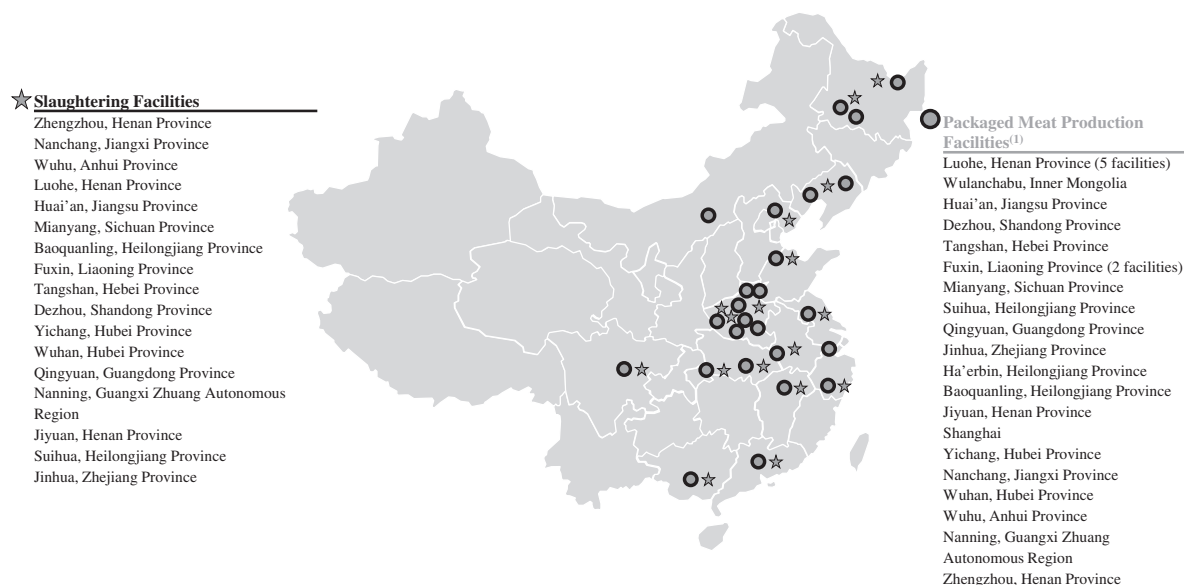 Slaughtering Facilities
Zhengzhou, Henan Province
Nanchang, Jiangxi Province
Wuhu, Anhui Province
Luohe, Henan Province
Huai’an, Jiangsu Province
Mianyang, Sichuan Province
Baoquanling, Heilongjiang Province
Fuxin, Liaoning Province
Tangshan, Hebei Province
Dezhou, Shandong Province
Yichang, Hubei Province
Wuhan, Hubei Province
Qingyuan, Guangdong Province
Nanning, Guangxi Zhuang Autonomous
Region
Jiyuan, Henan Province
Suihua, Heilongjiang Province
Jinhua, Zhejiang Province
Packaged Meat Production
Facilities(1)
Luohe, Henan Province (5 facilities)
Wulanchabu, Inner Mongolia
Huai’an, Jiangsu Province
Dezhou, Shandong Province
Tangshan, Hebei Province
Fuxin, Liaoning Province (2 facilities)
Mianyang, Sichuan Province
Suihua, Heilongjiang Province
Qingyuan, Guangdong Province
Jinhua, Zhejiang Province
Ha’erbin, Heilongjiang Province
Baoquanling, Heilongjiang Province
Jiyuan, Henan Province
Shanghai
Yichang, Hubei Province
Nanchang, Jiangxi Province
Wuhan, Hubei Province
Wuhu, Anhui Province
Nanning, Guangxi Zhuang
Autonomous Region
Zhengzhou, Henan Province